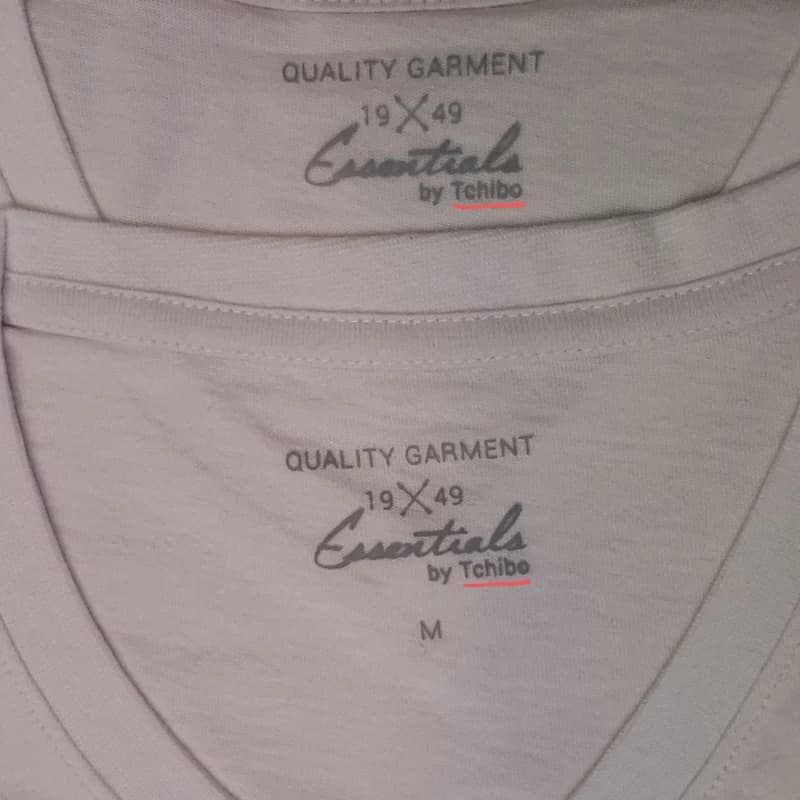 QUALITY GARMENT
19 49
Essentials
by Tchibo
QUALITY GARMENT
19 49
Essentials
by Tchibo
M